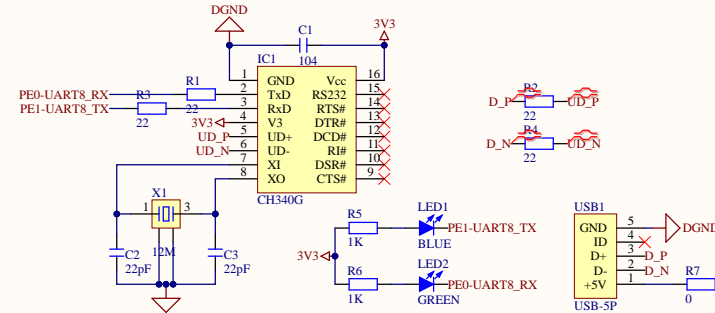 DGND
C1
3V3
IC1
104
1 GND Vcc 16
PE0-UART8_RX R1 2 TxD RS232 15
PE1-UART8_TX R3 22 3 RxD RTS# 14
22
3V3 4 V3 DTR# 13
UD_P 5 UD+ DCD# 12
UD_N 6 UD- RI# 11
7 XI DSR# 10
8 XO CTS# 9
CH340G
R2
D_P UD_P
22
R4
D_N UD_N
22
X1
1 3
12M
C2
22pF
C3
22pF
R5
1K
LED1
PE1-UART8_TX
BLUE
3V3
R6
1K
LED2
PE0-UART8_RX
GREEN
USB1
GND 5 DGND
ID 4
D+ 3 D_P
D- 2 D_N
+5V 1 R7
0
USB-5P